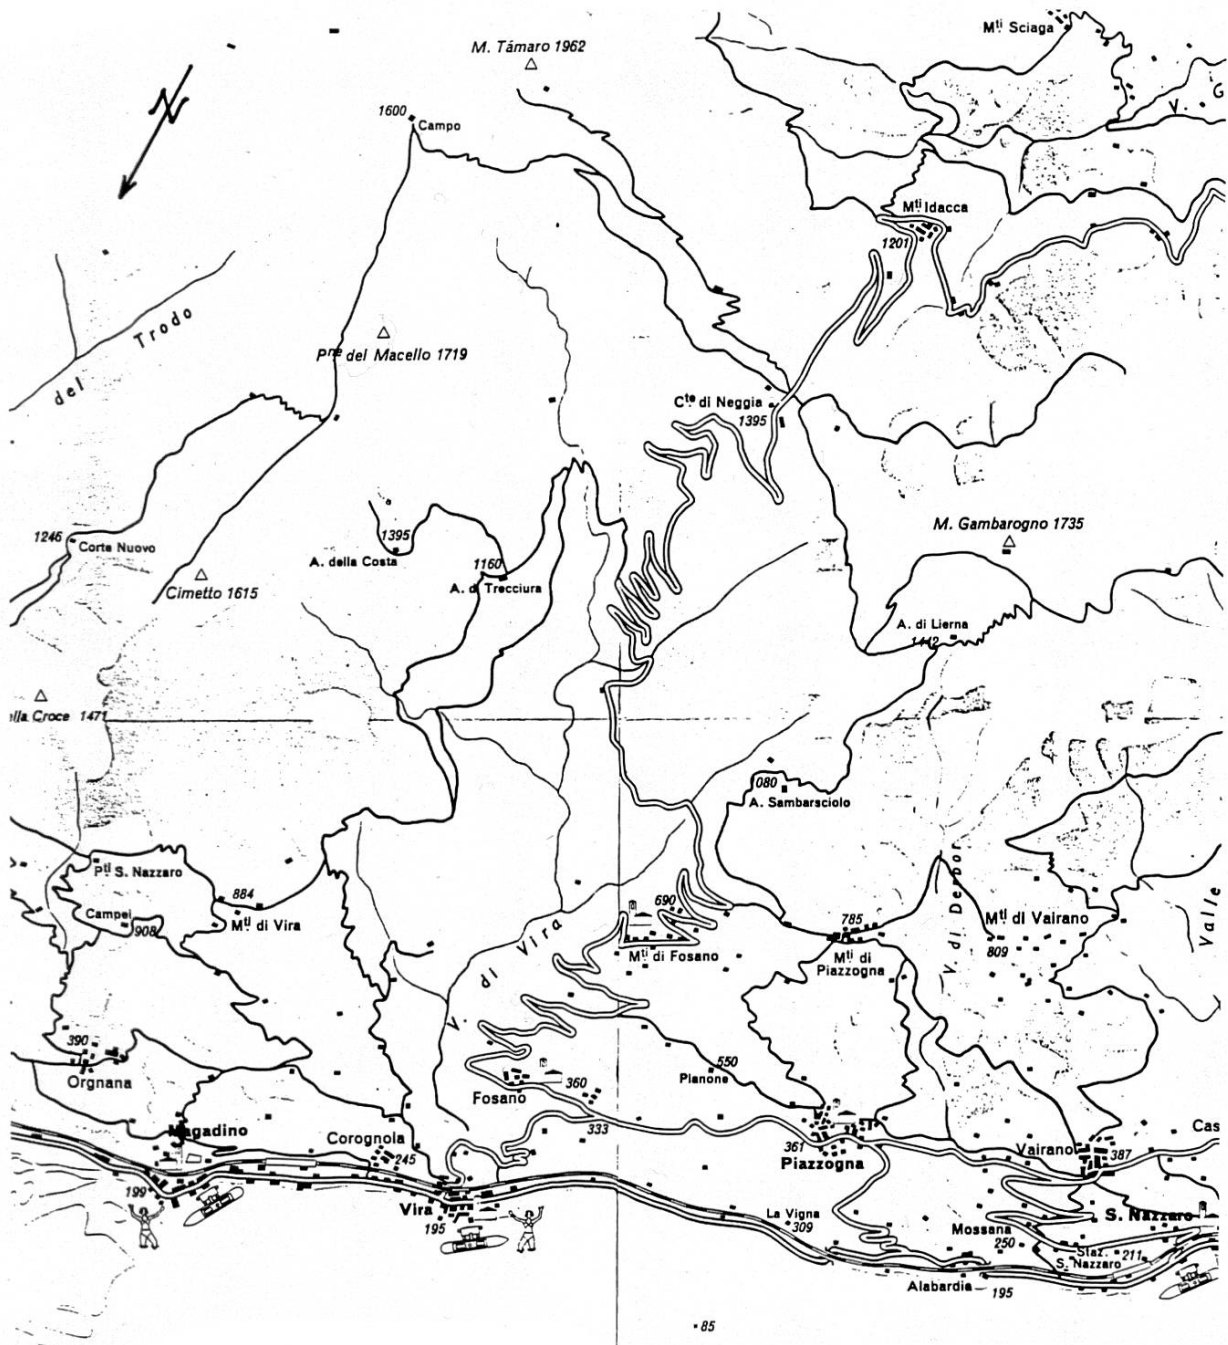 Mti Sciaga
M. Támaro 1962
V. G
N
1600
Campo
Mti Idacca
1201
del Trodo
Pne del Macello 1719
Cte di Neggia
1395
M. Gambarogno 1735
1246
Corte Nuovo
1395
A. della Costa
1160
A. di Trecciura
Cimetto 1615
A. di Lierna
1442
lla Croce 1471
080
A. Sambarsciolo
Pti S. Nazzaro
884
Mti di Vira
Campei
908
690
Mti di Fosano
V. di Vira
785
Mti di
Piazzogna
V. di Derbor
Mti di Vairano
809
Valle
390
Orgnana
550
Pianone
Fosano
360
333
Magadino
Corognola
245
361
Piazzogna
Vairano
387
Cas
199
Vira
195
La Vigna
309
Mossana
250
S. Nazzaro
Staz.
S. Nazzaro
211
Alabardia
195
85